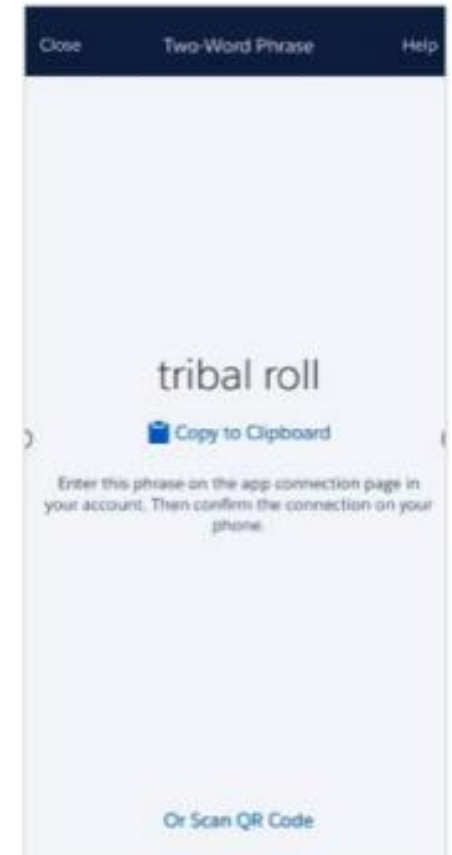 Close Two-Word Phrase Help
tribal roll
Copy to Clipboard
Enter this phrase on the app connection page in
your account. Then confirm the connection on your
phone.
Or Scan QR Code